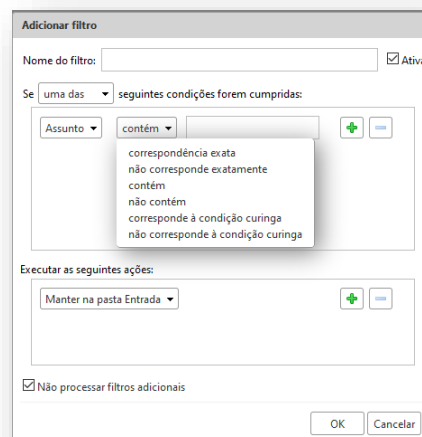 Adicionar filtro
Nome do filtro: Ativa
Se uma das seguintes condições forem cumpridas:
Assunto contém
correspondência exata
não corresponde exatamente
contém
não contém
corresponde à condição curinga
não corresponde à condição curinga
Executar as seguintes ações:
Manter na pasta Entrada
Não processar filtros adicionais
OK Cancelar